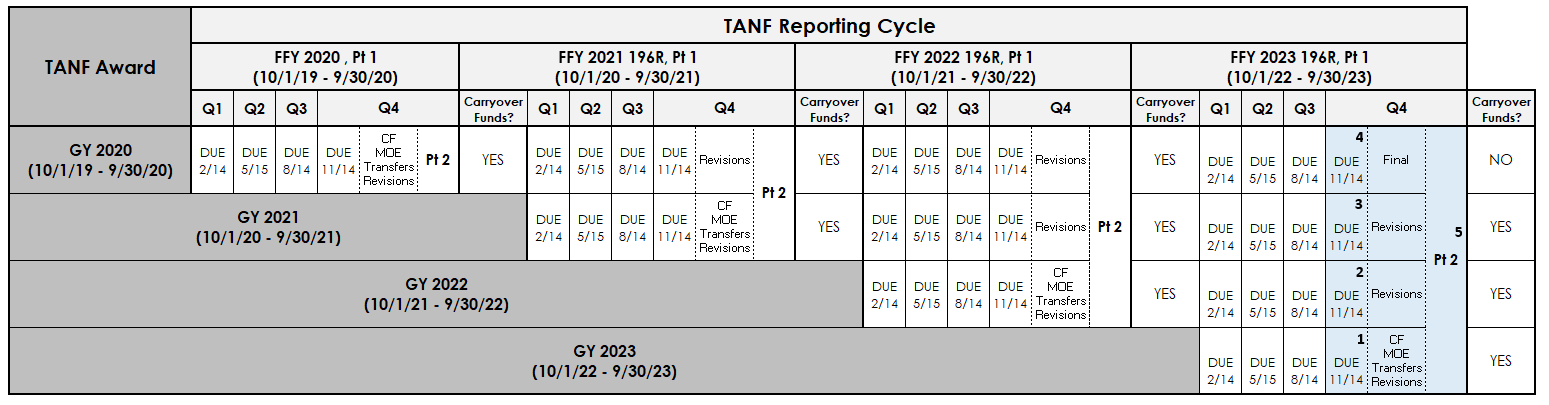 TANF Reporting Cycle
TANF Award
FFY 2020 , Pt 1
(10/1/19 - 9/30/20)
FFY 2021 196R, Pt 1
(10/1/20 - 9/30/21)
FFY 2022 196R, Pt 1
(10/1/21 - 9/30/22)
FFY 2023 196R, Pt 1
(10/1/22 - 9/30/23)
Q1 Q2 Q3 Q4
Carryover
Funds?
Q1 Q2 Q3 Q4
Carryover
Funds?
Q1 Q2 Q3 Q4
Carryover
Funds?
Q1 Q2 Q3 Q4
Carryover
Funds?
GY 2020
(10/1/19 - 9/30/20)
DUE DUE DUE DUE
2/14 5/15 8/14 11/14
CF
MOE
Transfers
Revisions
Pt 2
YES
DUE DUE DUE DUE
2/14 5/15 8/14 11/14
Revisions
YES
DUE DUE DUE DUE
2/14 5/15 8/14 11/14
Revisions
YES
4
DUE DUE DUE DUE
2/14 5/15 8/14 11/14
Final
NO
GY 2021
(10/1/20 - 9/30/21)
DUE DUE DUE DUE
2/14 5/15 8/14 11/14
CF
MOE
Transfers
Revisions
Pt 2
YES
DUE DUE DUE DUE
2/14 5/15 8/14 11/14
Revisions
Pt 2
YES
3
DUE DUE DUE DUE
2/14 5/15 8/14 11/14
Revisions
5
Pt 2
YES
GY 2022
(10/1/21 - 9/30/22)
DUE DUE DUE DUE
2/14 5/15 8/14 11/14
CF
MOE
Transfers
Revisions
YES
2
DUE DUE DUE DUE
2/14 5/15 8/14 11/14
Revisions
YES
GY 2023
(10/1/22 - 9/30/23)
1
DUE DUE DUE DUE
2/14 5/15 8/14 11/14
CF
MOE
Transfers
Revisions
YES